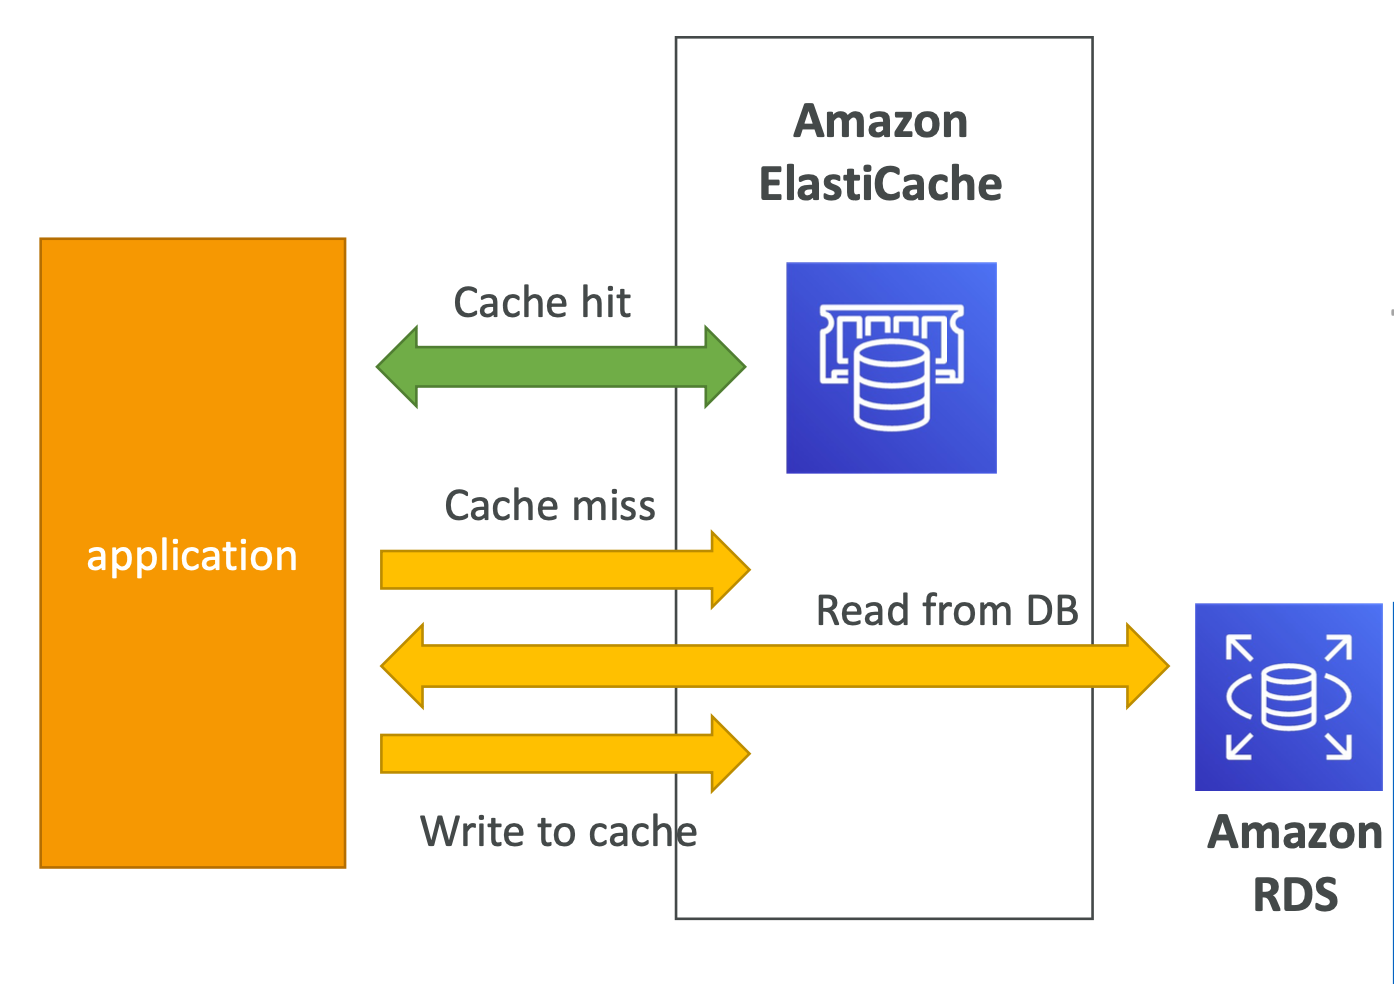 Amazon
ElastiCache
Cache hit
Cache miss
application
Read from DB
Write to cache
Amazon
RDS